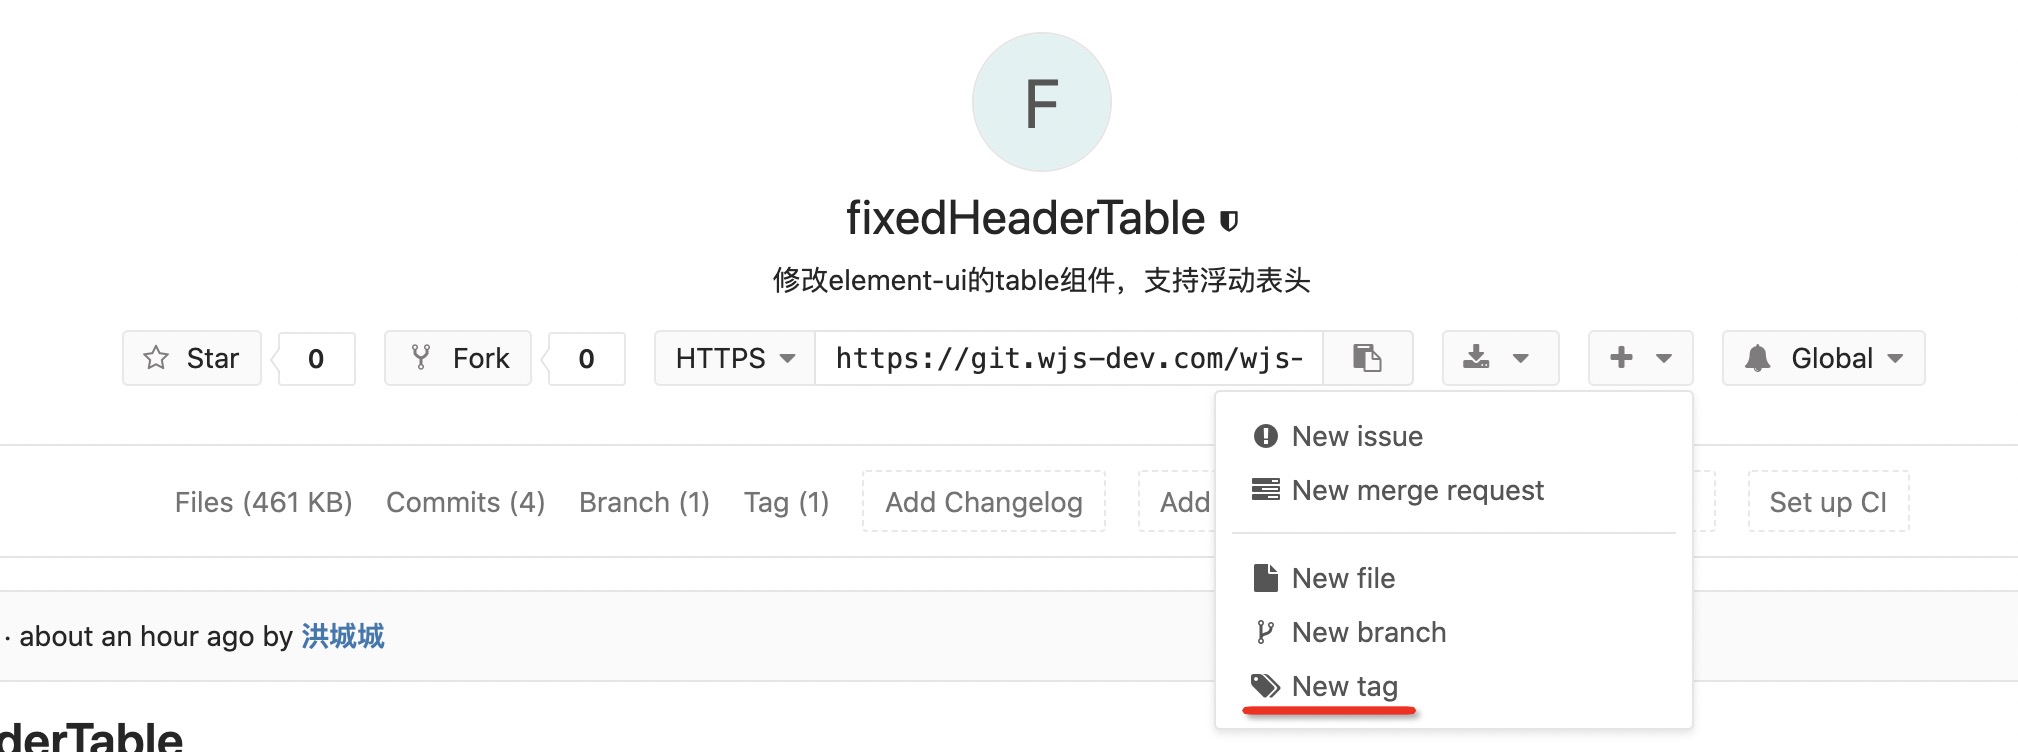 F
fixedHeaderTable
修改element-ui的table组件，支持浮动表头
Star 0 Fork 0 HTTPS https://git.wjs-dev.com/wjs- Global
New issue
New merge request
Files (461 KB) Commits (4) Branch (1) Tag (1) Add Changelog Add Set up CI
New file
New branch
· about an hour ago by 洪城城
New tag
derTable